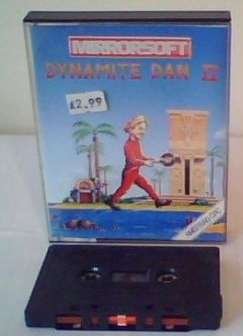 MIRRORSOFT
DYNAMITE DAN II
£2.99